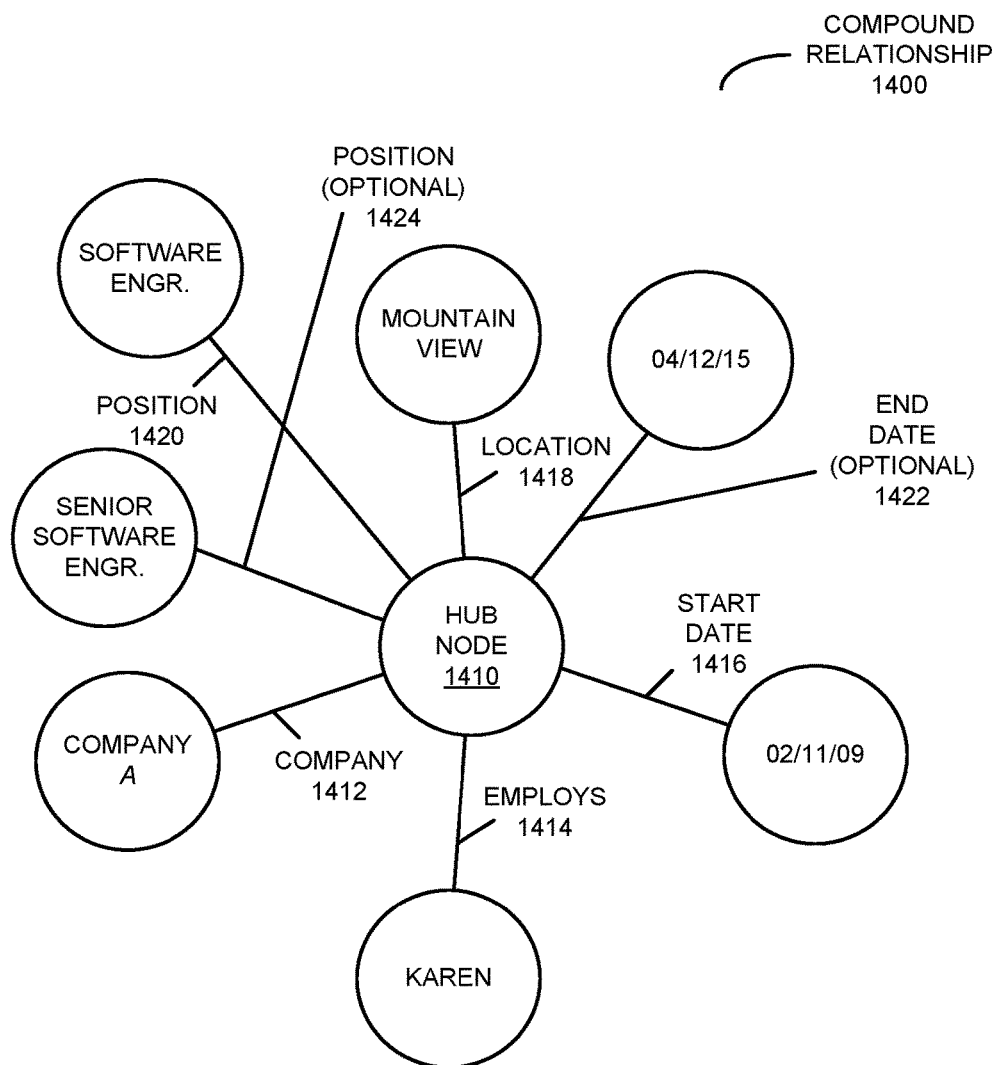 COMPOUND
RELATIONSHIP
1400
POSITION
(OPTIONAL)
1424
SOFTWARE
ENGR.
MOUNTAIN
VIEW
04/12/15
POSITION
1420
LOCATION
1418
END
DATE
(OPTIONAL)
1422
SENIOR
SOFTWARE
ENGR.
HUB
NODE
1410
START
DATE
1416
COMPANY
A
COMPANY
1412
02/11/09
EMPLOYS
1414
KAREN